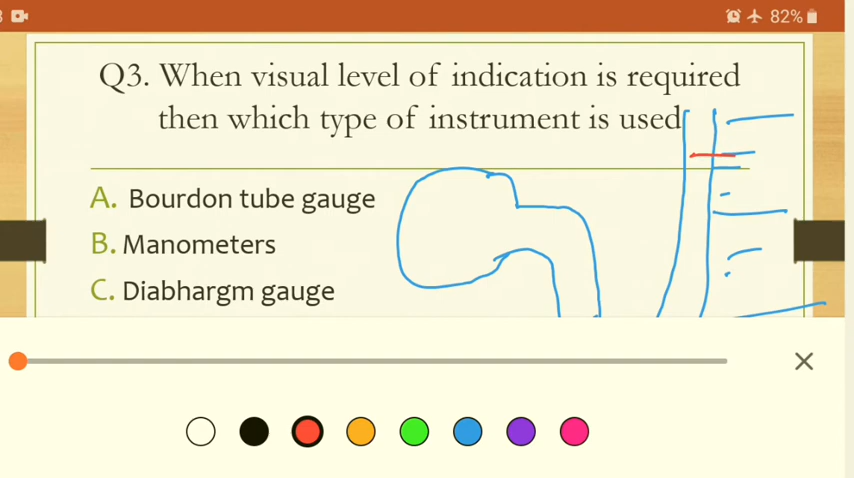 82%
Q3. When visual level of indication is required
then which type of instrument is used
A. Bourdon tube gauge
B. Manometers
C. Diabhargm gauge